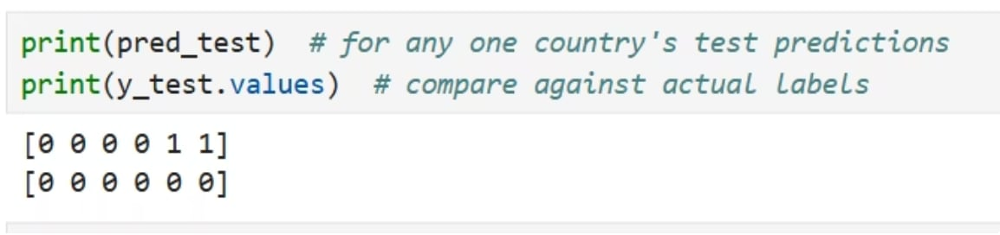 print(pred_test)  # for any one country's test predictions
print(y_test.values)  # compare against actual labels
[0 0 0 0 1 1]
[0 0 0 0 0 0]